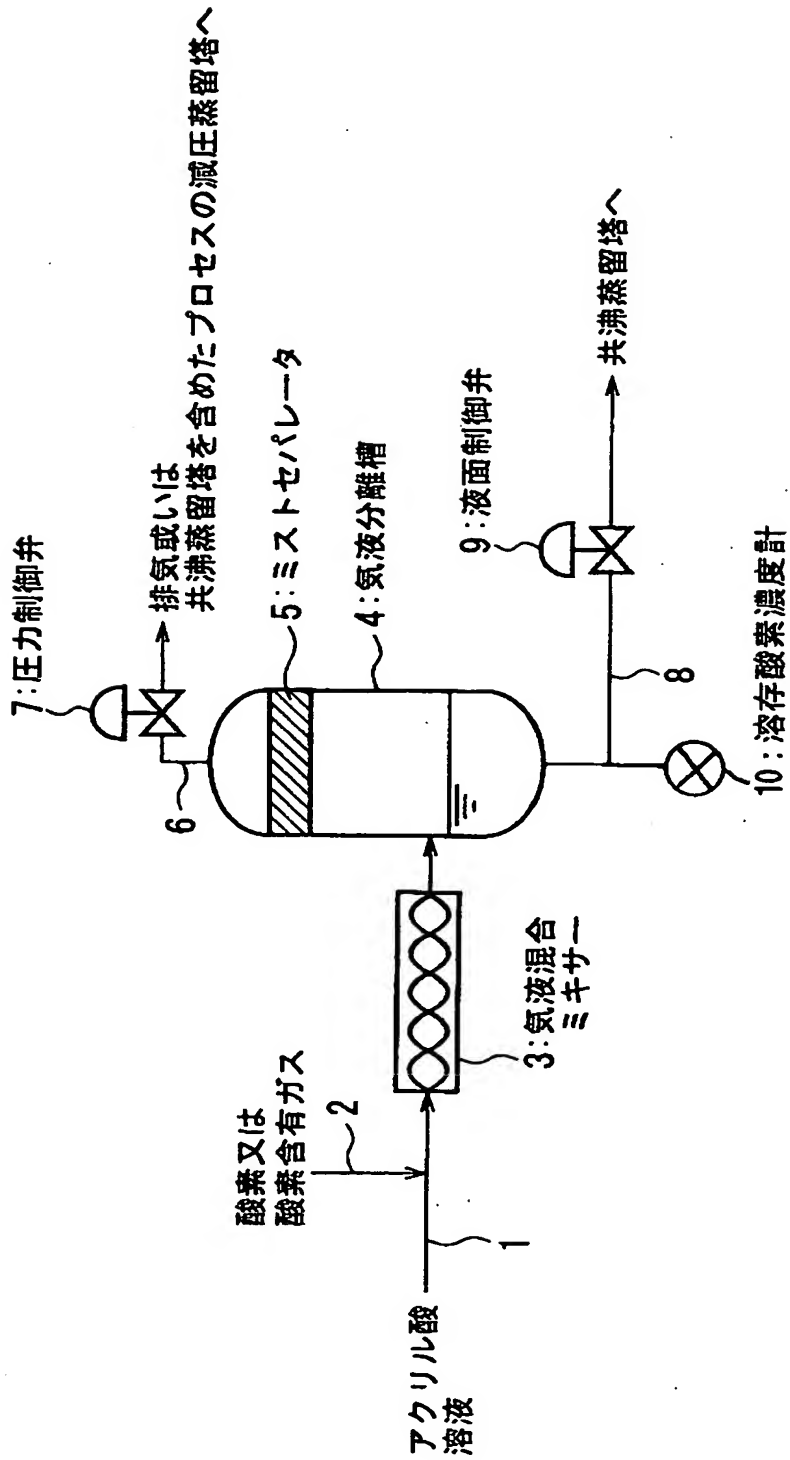 7:圧力制御弁
排気或いは
共沸蒸留塔を含めたプロセスの減圧蒸留塔へ
6
5:ミストセパレータ
4:気液分離槽
9:液面制御弁
共沸蒸留塔へ
8
10:溶存酸素濃度計
酸素又は
酸素含有ガス
2
3:気液混合
ミキサー
1
アクリル酸
溶液